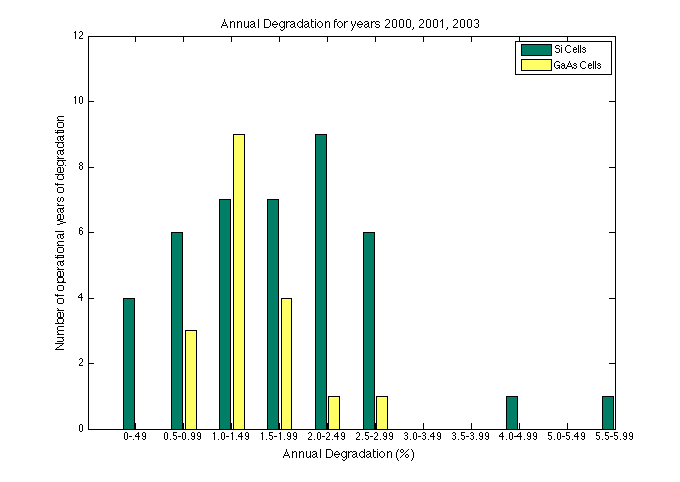 Annual Degradation for years 2000, 2001, 2003
Si Cells
GaAs Cells
Number of operational years of degradation
12
10
8
6
4
2
0
0-.49 0.5-0.99 1.0-1.49 1.5-1.99 2.0-2.49 2.5-2.99 3.0-3.49 3.5-3.99 4.0-4.99 5.0-5.49 5.5-5.99
Annual Degradation (%)